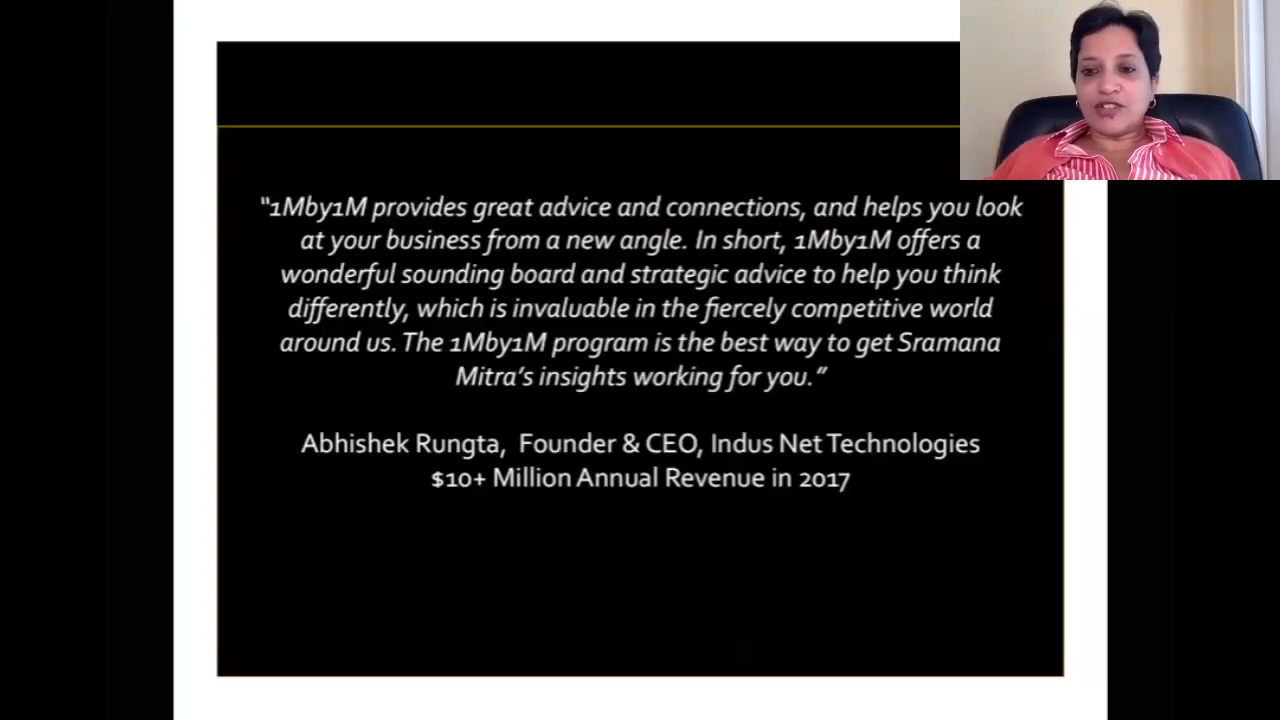 “1Mby1M provides great advice and connections, and helps you look
at your business from a new angle. In short, 1Mby1M offers a
wonderful sounding board and strategic advice to help you think
differently, which is invaluable in the fiercely competitive world
around us. The 1Mby1M program is the best way to get Sramana
Mitra’s insights working for you.”
Abhishek Rungta, Founder & CEO, Indus Net Technologies
$10+ Million Annual Revenue in 2017